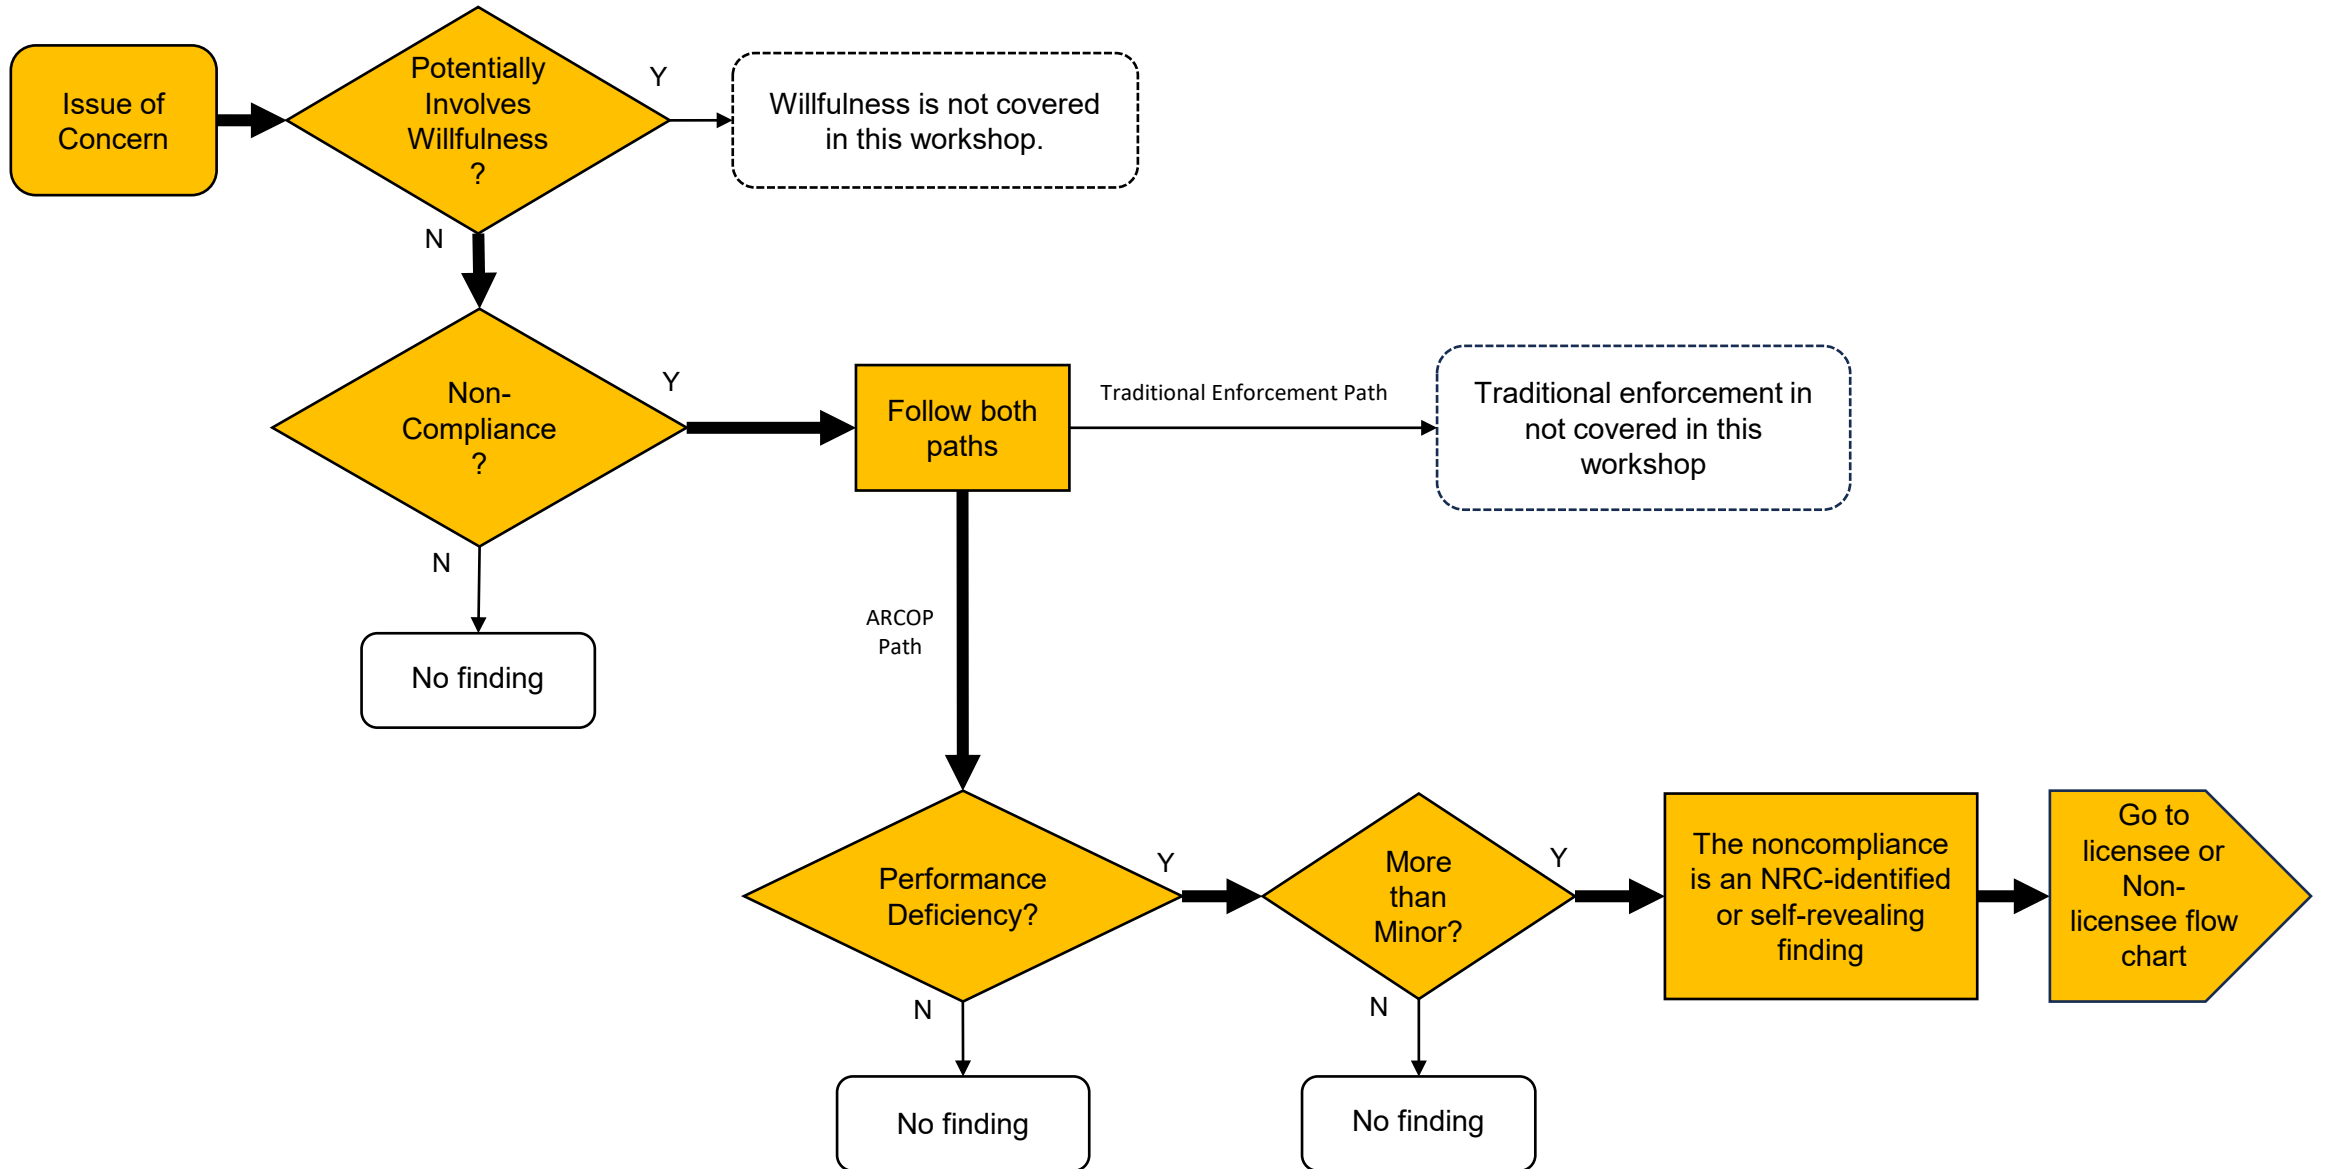 Issue of
Concern
Potentially
Involves
Willfulness
?
Y
Willfulness is not covered
in this workshop.
N
Non-
Compliance
?
Y
Follow both
paths
Traditional Enforcement Path
Traditional enforcement in
not covered in this
workshop
N
No finding
ARCOP
Path
Performance
Deficiency?
Y
More
than
Minor?
Y
The noncompliance
is an NRC-identified
or self-revealing
finding
Go to
licensee or
Non-
licensee flow
chart
N
No finding
N
No finding